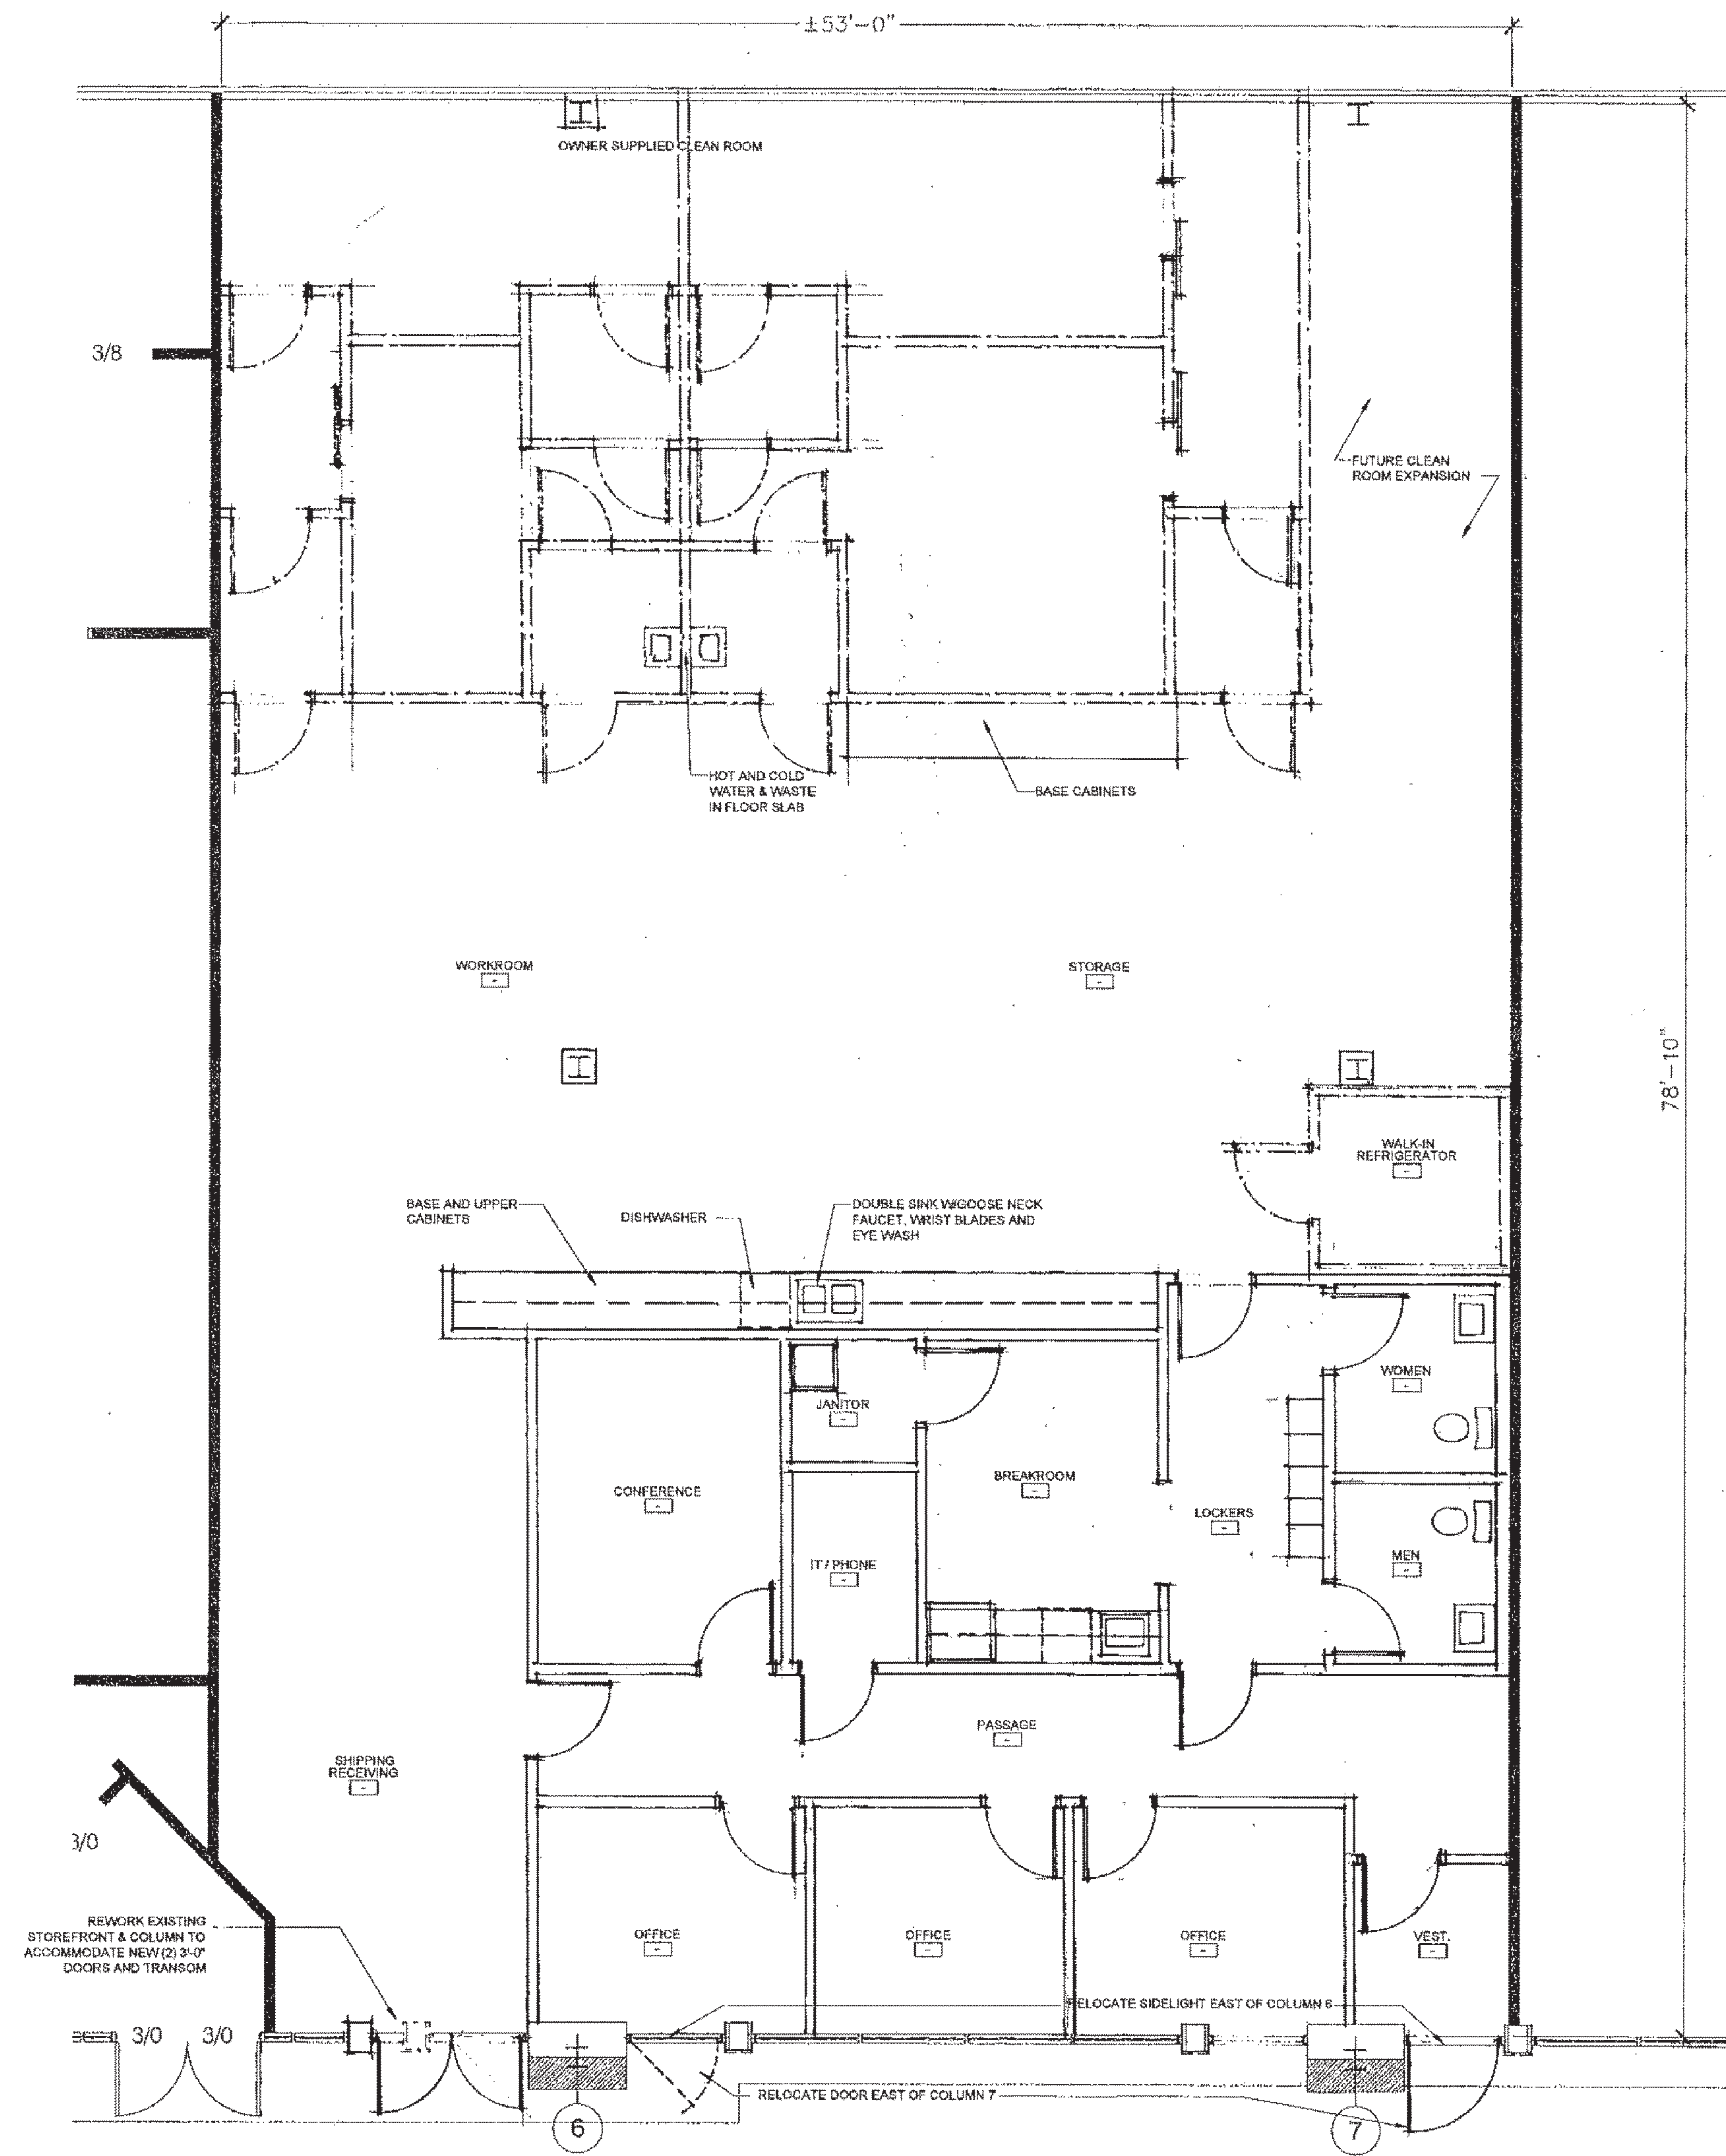 ±53'-0"
OWNER SUPPLIED CLEAN ROOM
3/8
FUTURE CLEAN
ROOM EXPANSION
HOT AND COLD
WATER & WASTE
IN FLOOR SLAB
BASE CABINETS
WORKROOM
STORAGE
78'-10"
WALK-IN
REFRIGERATOR
BASE AND UPPER
CABINETS
DISHWASHER
DOUBLE SINK W/GOOSE NECK
FAUCET, WRIST BLADES AND
EYE WASH
WOMEN
JANITOR
BREAKROOM
CONFERENCE
LOCKERS
MEN
IT / PHONE
PASSAGE
SHIPPING
RECEIVING
3/0
REWORK EXISTING
STOREFRONT & COLUMN TO
ACCOMMODATE NEW (2) 3'-0"
DOORS AND TRANSOM
OFFICE
OFFICE
OFFICE
VEST.
RELOCATE SIDELIGHT EAST OF COLUMN 6
3/0
3/0
RELOCATE DOOR EAST OF COLUMN 7
6
7